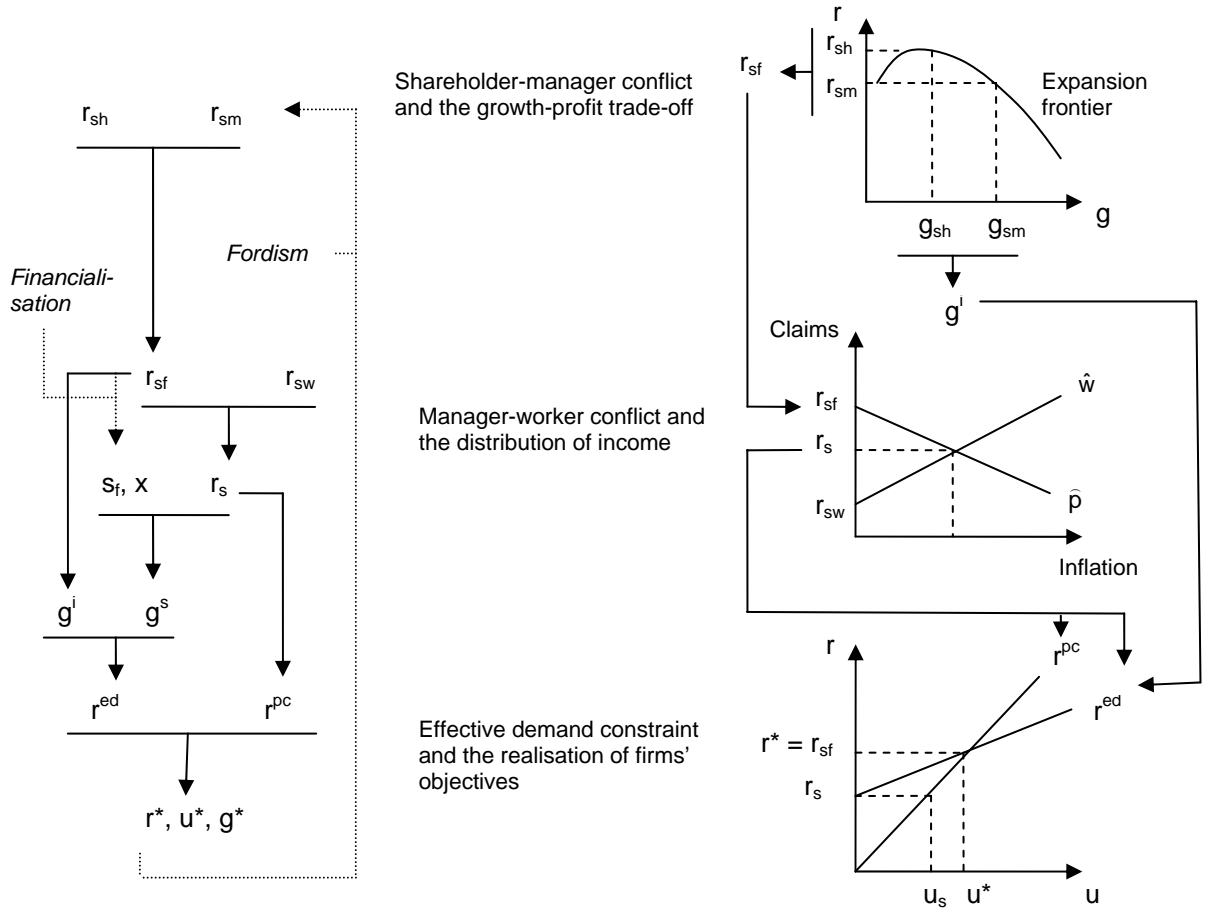 r
r_sh
r_sf
r_sm
Shareholder-manager conflict
and the growth-profit trade-off
Expansion
frontier
r_sh r_sm
g
g_sh g_sm
Fordism
Financiali-
sation
g^i
Claims
r_sf r_sw
r_sf
ŵ
Manager-worker conflict and
the distribution of income
r_s
s_f, x r_s
r_sw
p̂
Inflation
g^i g^s
r
r^pc
r^ed r^pc
r^ed
Effective demand constraint
and the realisation of firms’
objectives
r* = r_sf
r_s
r*, u*, g*
u_s u* u